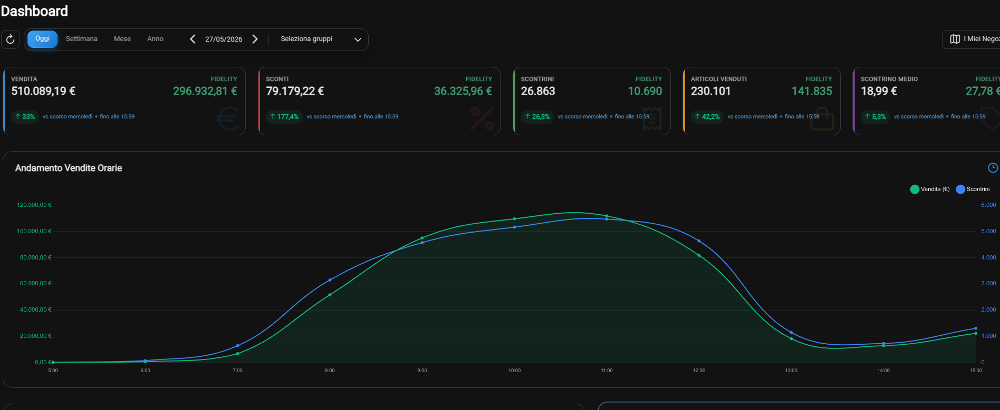 Dashboard
Oggi Settimana Mese Anno 27/05/2026 Seleziona gruppi I Miei
VENDITA FIDELITY
510.089,19 € 296.932,81 €
33% vs scorso mercoledì • fino alle 15:59
SCONTI FIDELITY
79.179,22 € 36.325,96 €
177,4% vs scorso mercoledì • fino alle 15:59
SCONTRINI FIDELITY
26.863 10.690
26,3% vs scorso mercoledì • fino alle 15:59
ARTICOLI VENDUTI FIDELITY
230.101 141.835
42,2% vs scorso mercoledì • fino alle 15:59
SCONTRINO MEDIO FIDELITY
18,99 € 27,78 €
5,3% vs scorso mercoledì • fino alle 15:59
Andamento Vendite Orarie
Vendita (€) Scontrini
120.000,00 € 6.000
100.000,00 € 5.000
80.000,00 € 4.000
60.000,00 € 3.000
40.000,00 € 2.000
20.000,00 € 1.000
0,00 € 0
5:00 6:00 7:00 8:00 9:00 10:00 11:00 12:00 13:00 14:00 15:00